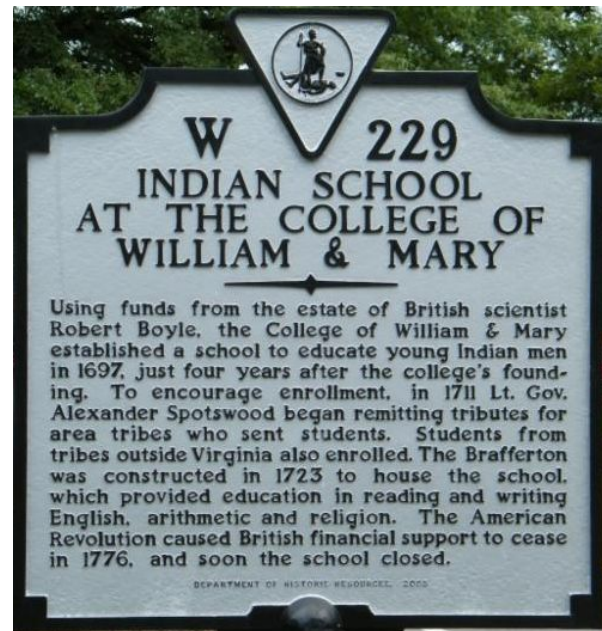 W 229
INDIAN SCHOOL
AT THE COLLEGE OF
WILLIAM & MARY
Using funds from the estate of British scientist
Robert Boyle, the College of William & Mary
established a school to educate young Indian men
in 1697, just four years after the college's found-
ing. To encourage enrollment, in 1711 Lt. Gov.
Alexander Spotswood began remitting tributes for
area tribes who sent students. Students from
tribes outside Virginia also enrolled. The Brafferton
was constructed in 1723 to house the school,
which provided education in reading and writing
English, arithmetic and religion. The American
Revolution caused British financial support to cease
in 1776, and soon the school closed.
DEPARTMENT OF HISTORIC RESOURCES, 2005